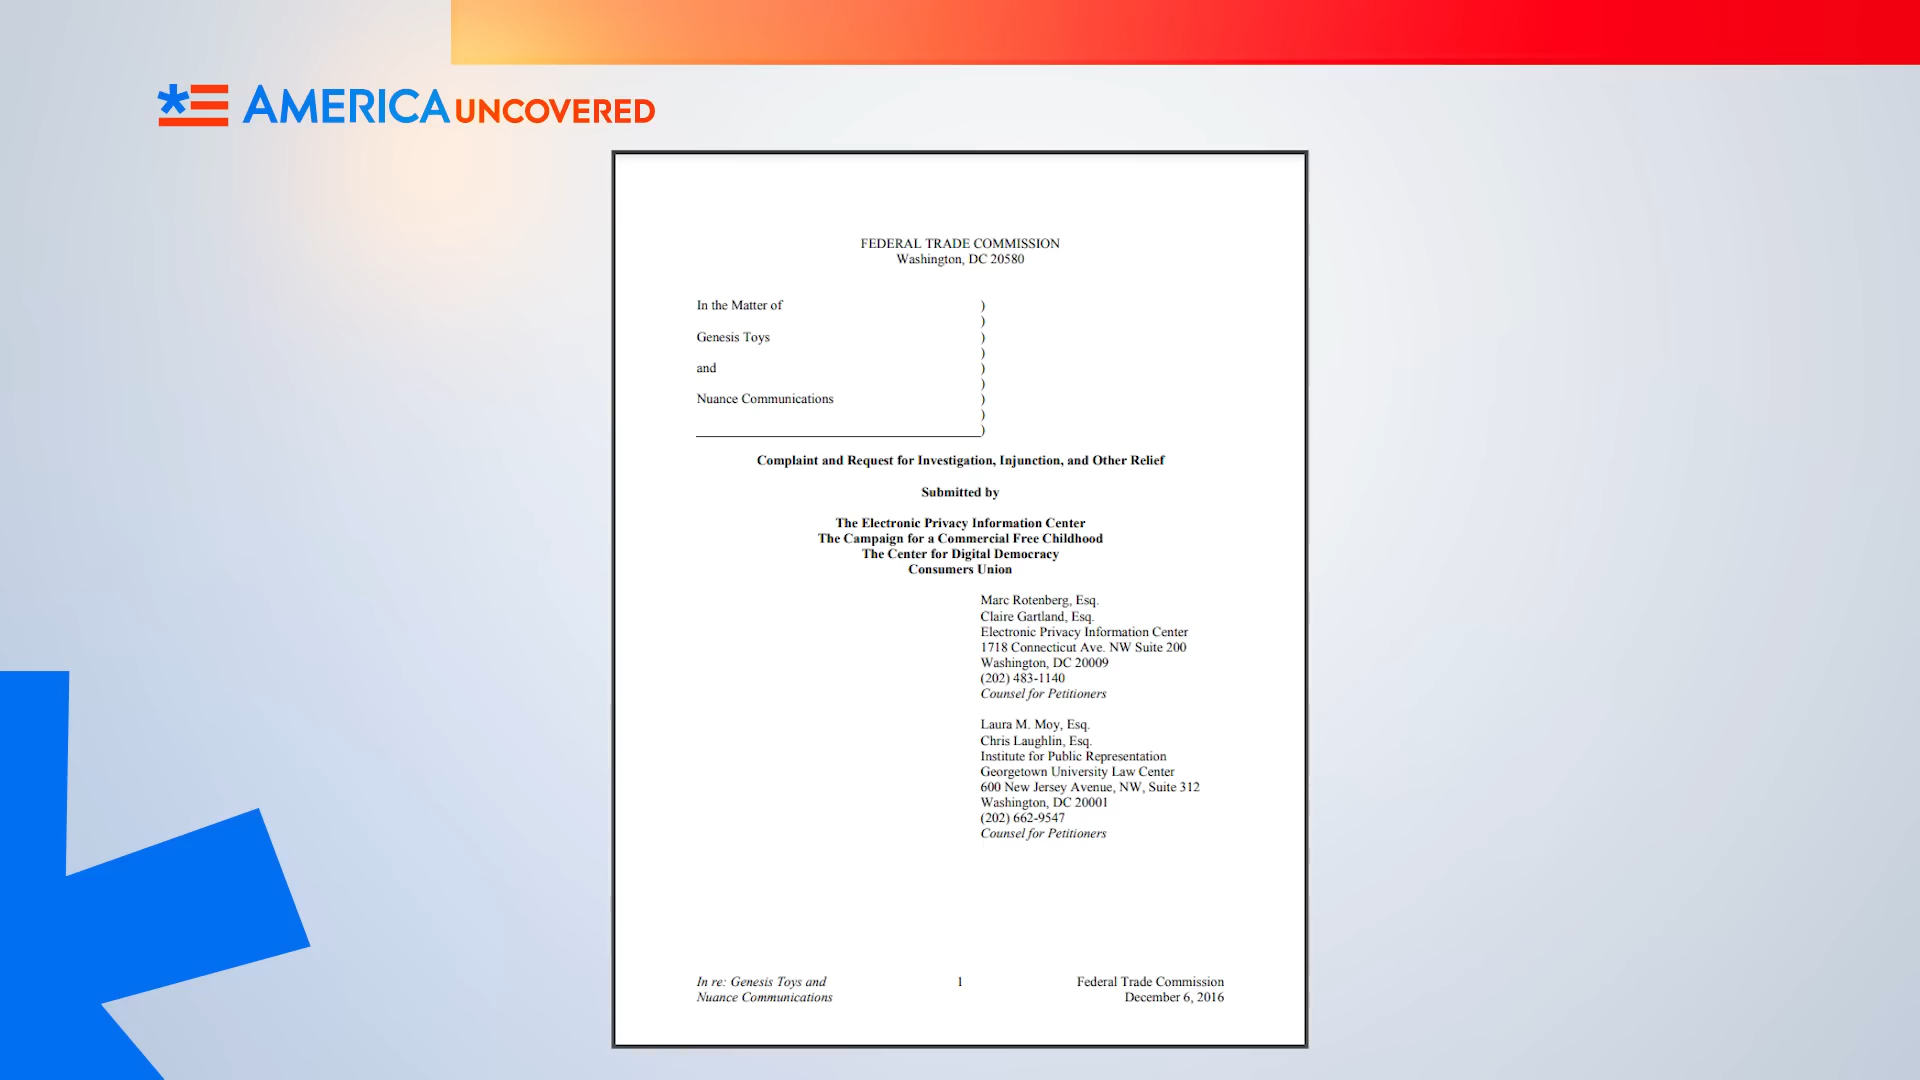 AMERICA UNCOVERED
FEDERAL TRADE COMMISSION
Washington, DC 20580
In the Matter of )
)
Genesis Toys )
)
and )
)
Nuance Communications )
)
)
Complaint and Request for Investigation, Injunction, and Other Relief
Submitted by
The Electronic Privacy Information Center
The Campaign for a Commercial Free Childhood
The Center for Digital Democracy
Consumers Union
Marc Rotenberg, Esq.
Claire Gartland, Esq.
Electronic Privacy Information Center
1718 Connecticut Ave. NW Suite 200
Washington, DC 20009
(202) 483-1140
Counsel for Petitioners
Laura M. Moy, Esq.
Chris Laughlin, Esq.
Institute for Public Representation
Georgetown University Law Center
600 New Jersey Avenue, NW, Suite 312
Washington, DC 20001
(202) 662-9547
Counsel for Petitioners
In re: Genesis Toys and 1 Federal Trade Commission
Nuance Communications December 6, 2016